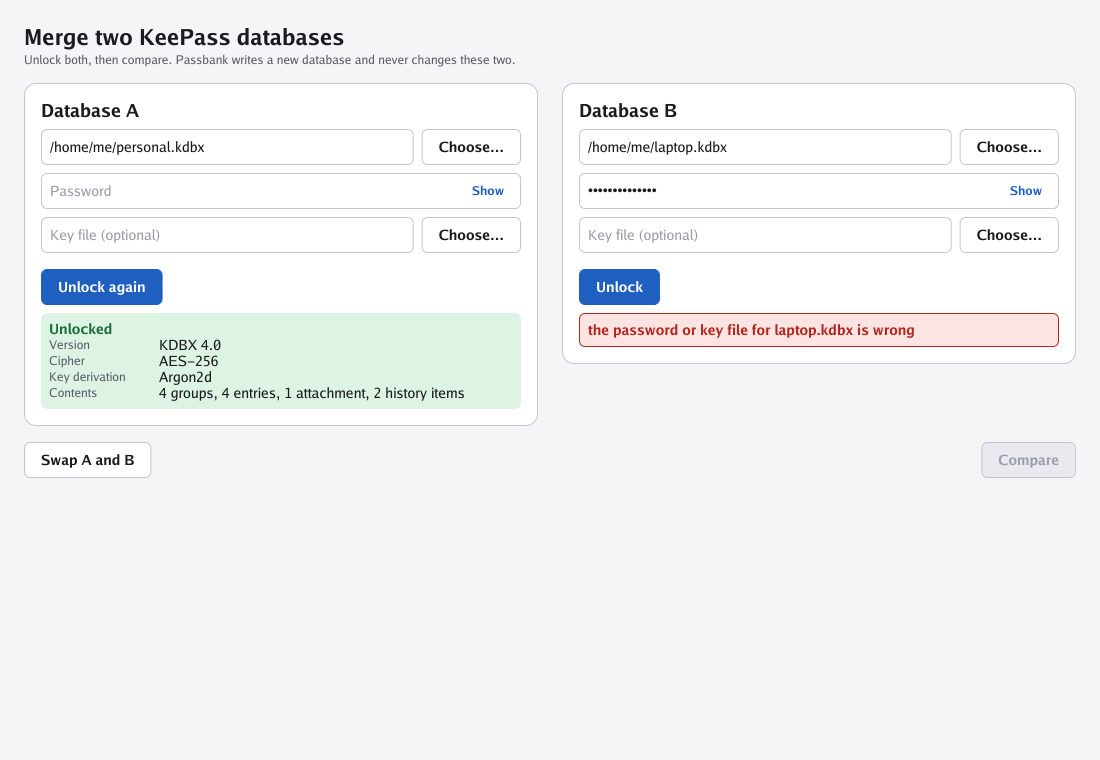 Merge two KeePass databases
Unlock both, then compare. Passbank writes a new database and never changes these two.
Database A
/home/me/personal.kdbx
Choose...
Password
Show
Key file (optional)
Choose...
Unlock again
Unlocked
Version KDBX 4.0
Cipher AES-256
Key derivation Argon2d
Contents 4 groups, 4 entries, 1 attachment, 2 history items
Database B
/home/me/laptop.kdbx
Choose...
••••••••••••••
Show
Key file (optional)
Choose...
Unlock
the password or key file for laptop.kdbx is wrong
Swap A and B
Compare